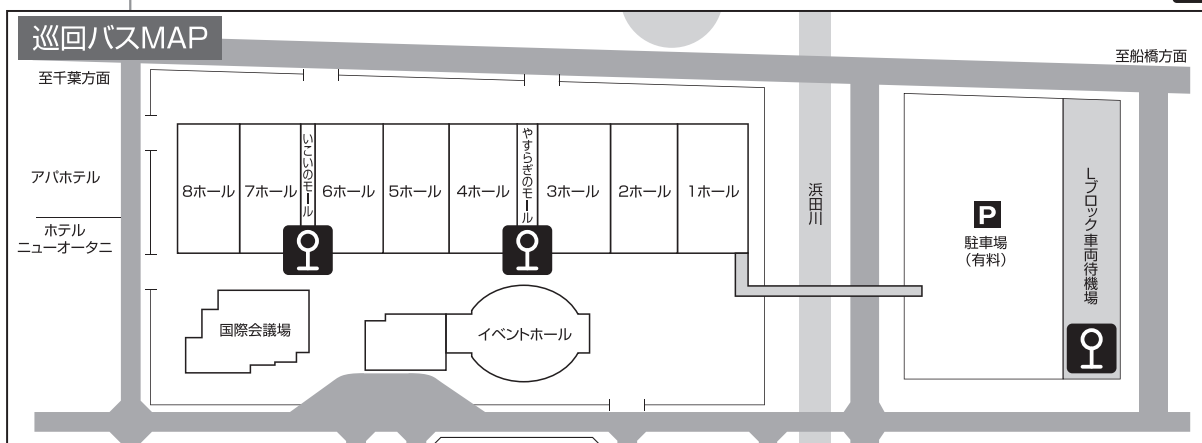 巡回バスMAP
至船橋方面
至千葉方面
アパホテル
ホテル
ニューオータニ
8ホール
7ホール
いこいのモール
6ホール
5ホール
4ホール
やすらぎのモール
3ホール
2ホール
1ホール
浜田川
P
駐車場
(有料)
Lブロック車両待機場
国際会議場
イベントホール